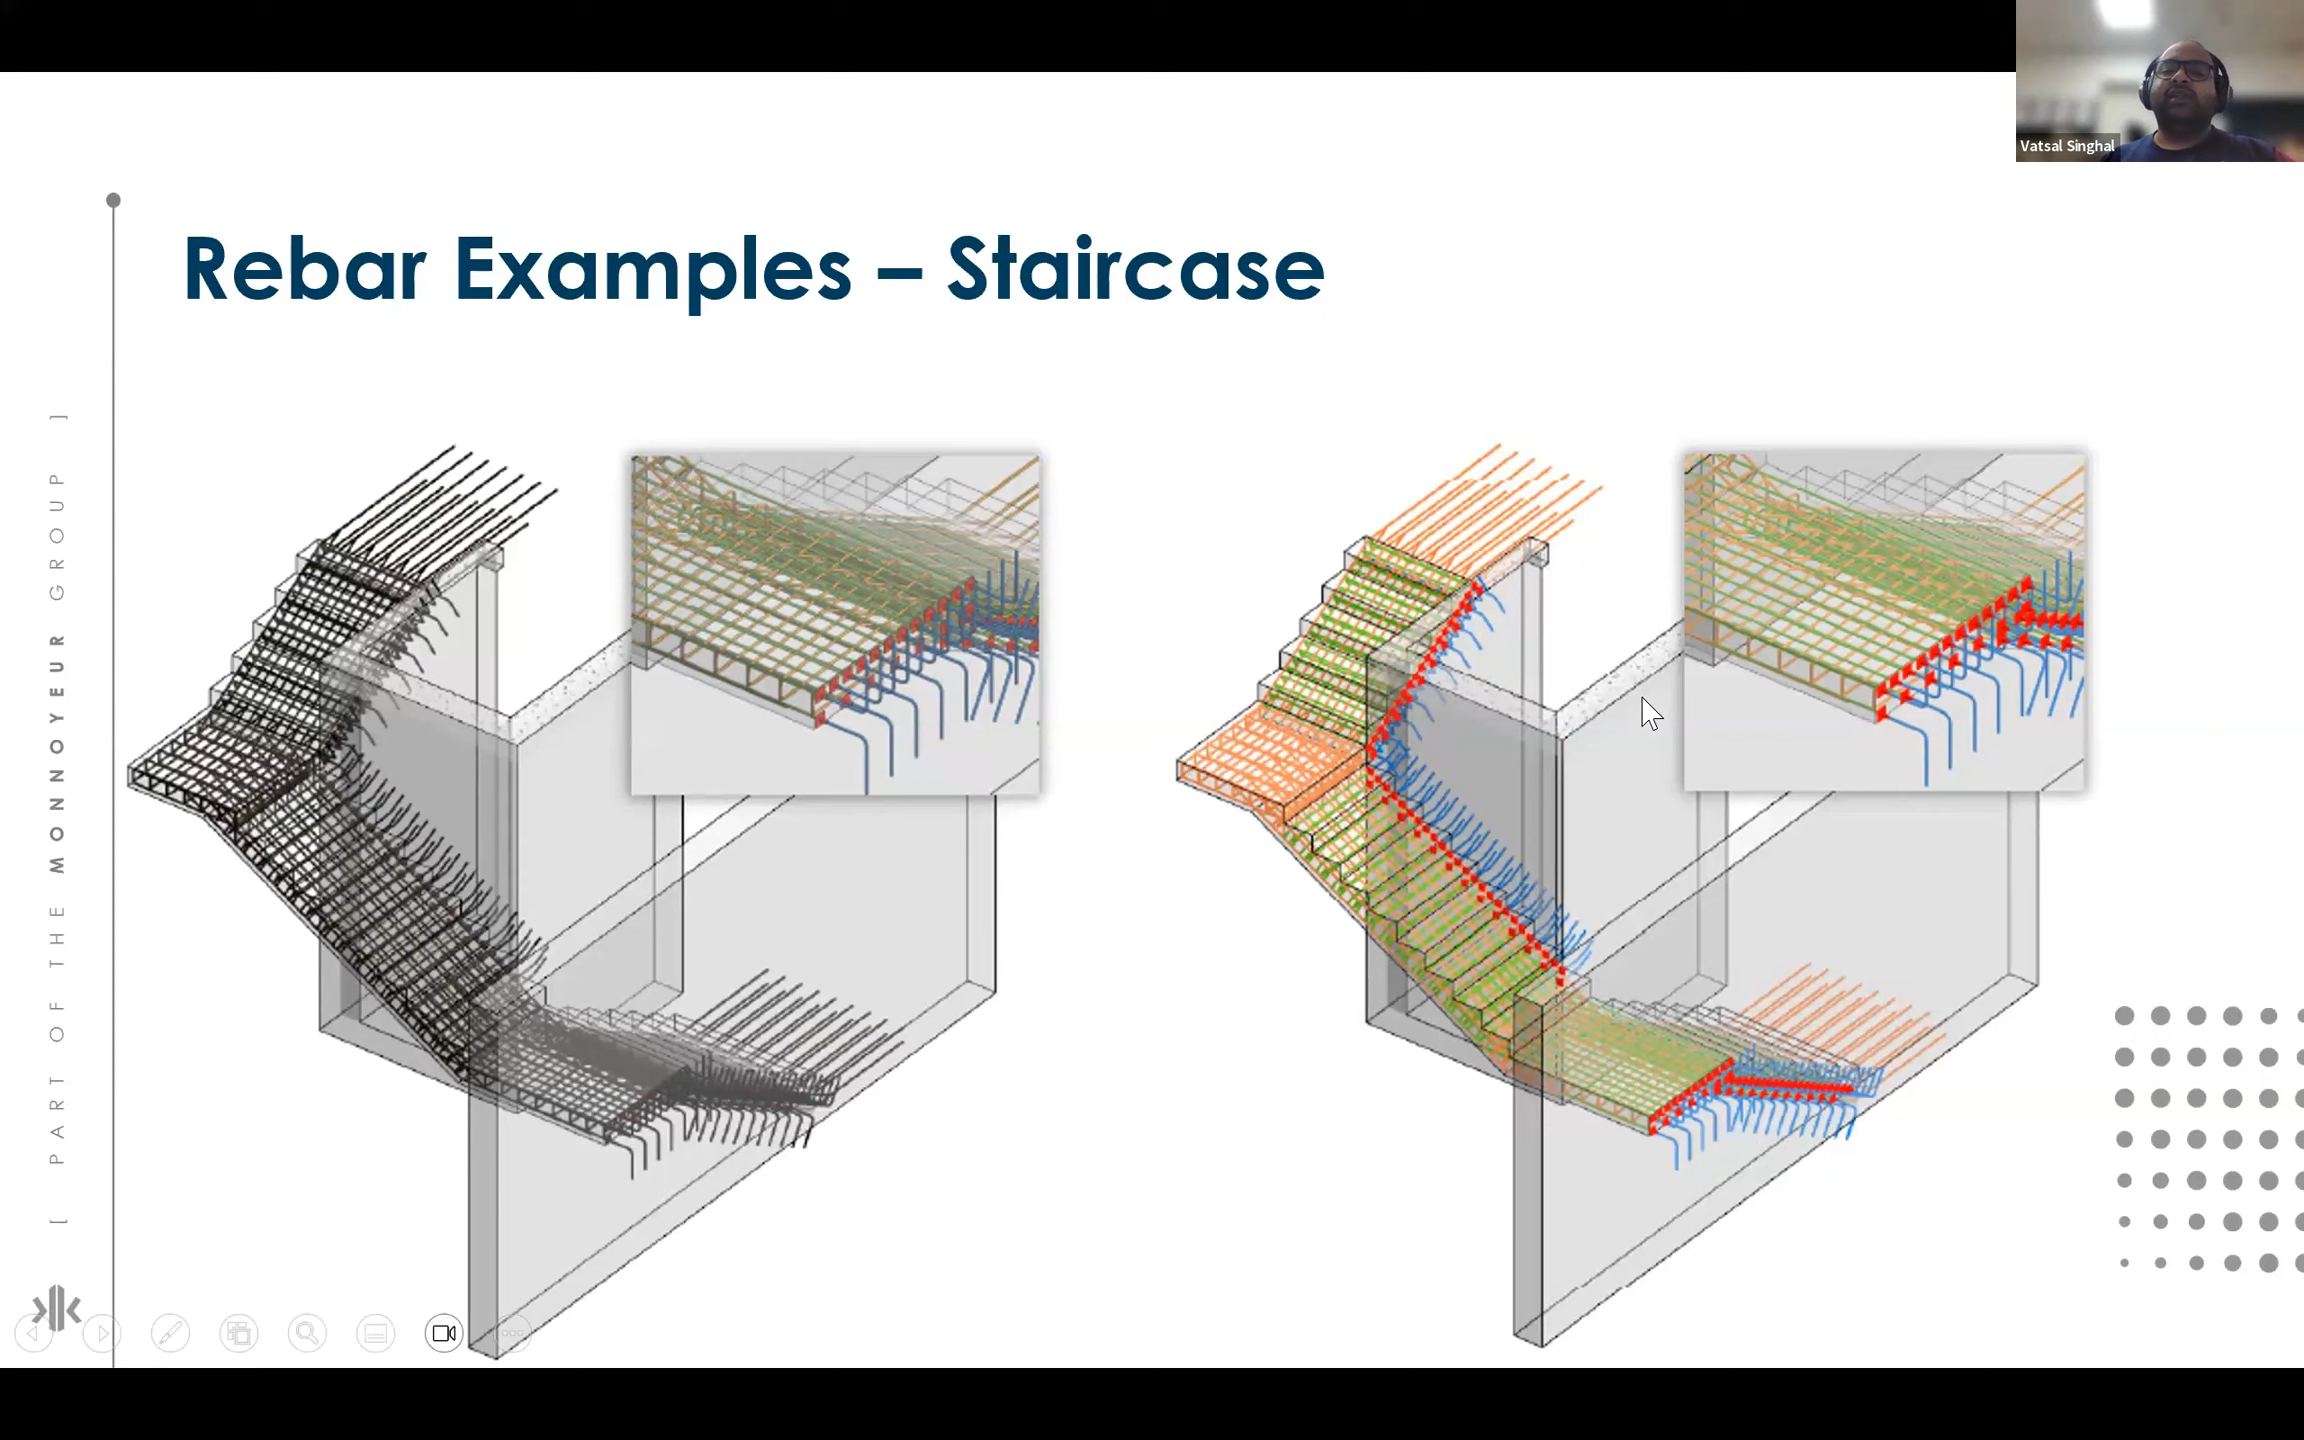 Vatsal Singhal
Rebar Examples – Staircase
[ PART OF THE MONNOYEUR GROUP ]